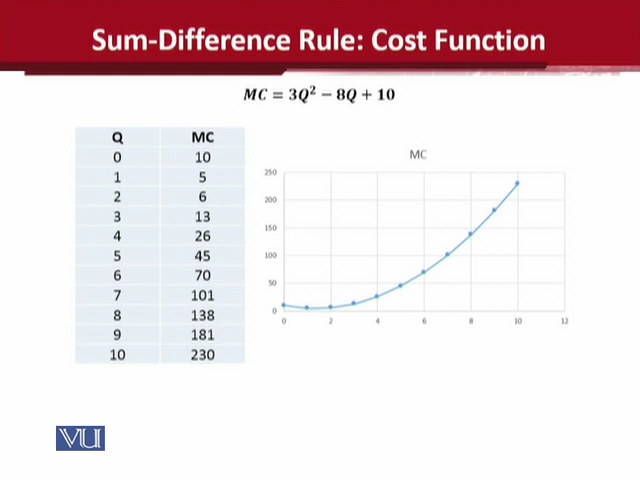 Sum-Difference Rule: Cost Function
MC = 3Q² − 8Q + 10
Q MC
0 10
1 5
2 6
3 13
4 26
5 45
6 70
7 101
8 138
9 181
10 230
MC
250
200
150
100
50
0
0 2 4 6 8 10 12
VU